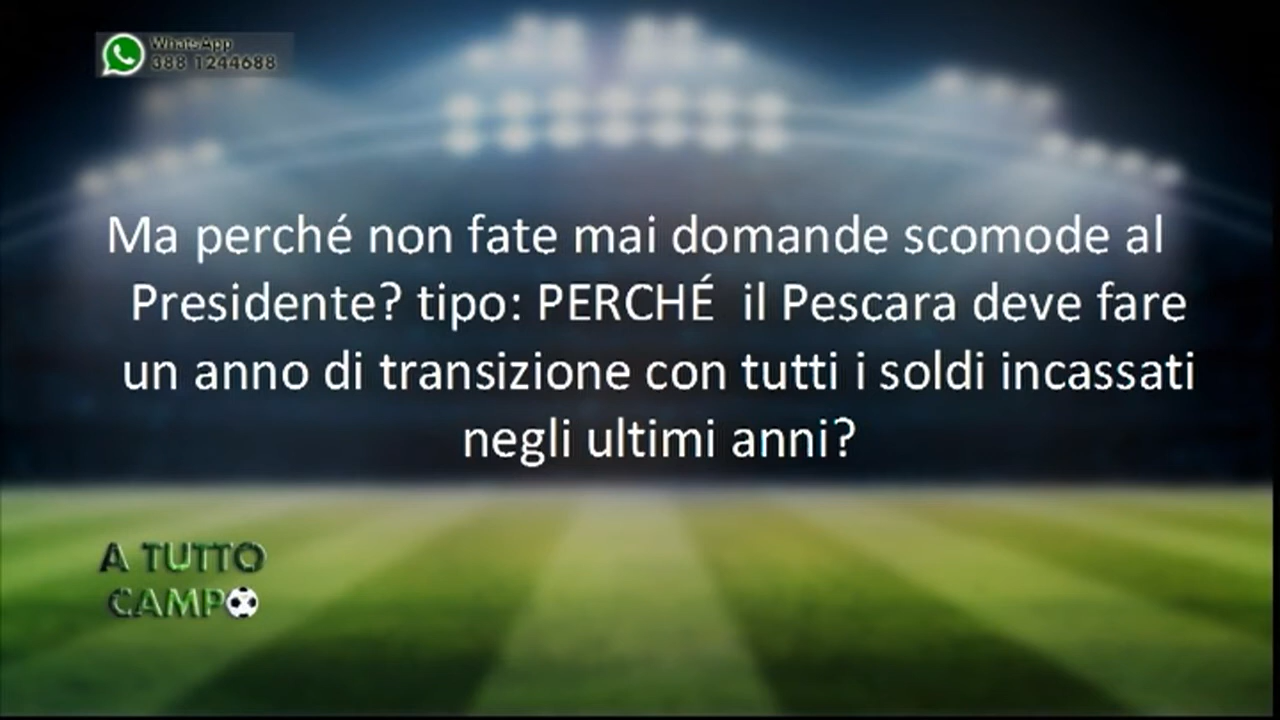 WhatsApp
388 1244688
Ma perché non fate mai domande scomode al
Presidente? tipo: PERCHÉ il Pescara deve fare
un anno di transizione con tutti i soldi incassati
negli ultimi anni?
A TUTTO
CAMPO